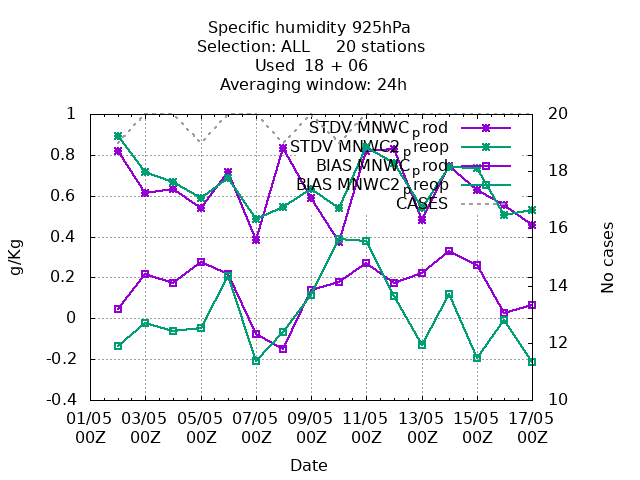 Specific humidity 925hPa
Selection: ALL 20 stations
Used 18 + 06
Averaging window: 24h
1
0.8
0.6
0.4
0.2
0
-0.2
-0.4
g/Kg
20
18
16
14
12
10
No cases
STDV MNWC_prod
STDV MNWC2_preop
BIAS MNWC_prod
BIAS MNWC2_preop
CASES
01/05 03/05 05/05 07/05 09/05 11/05 13/05 15/05 17/05
00Z 00Z 00Z 00Z 00Z 00Z 00Z 00Z 00Z
Date